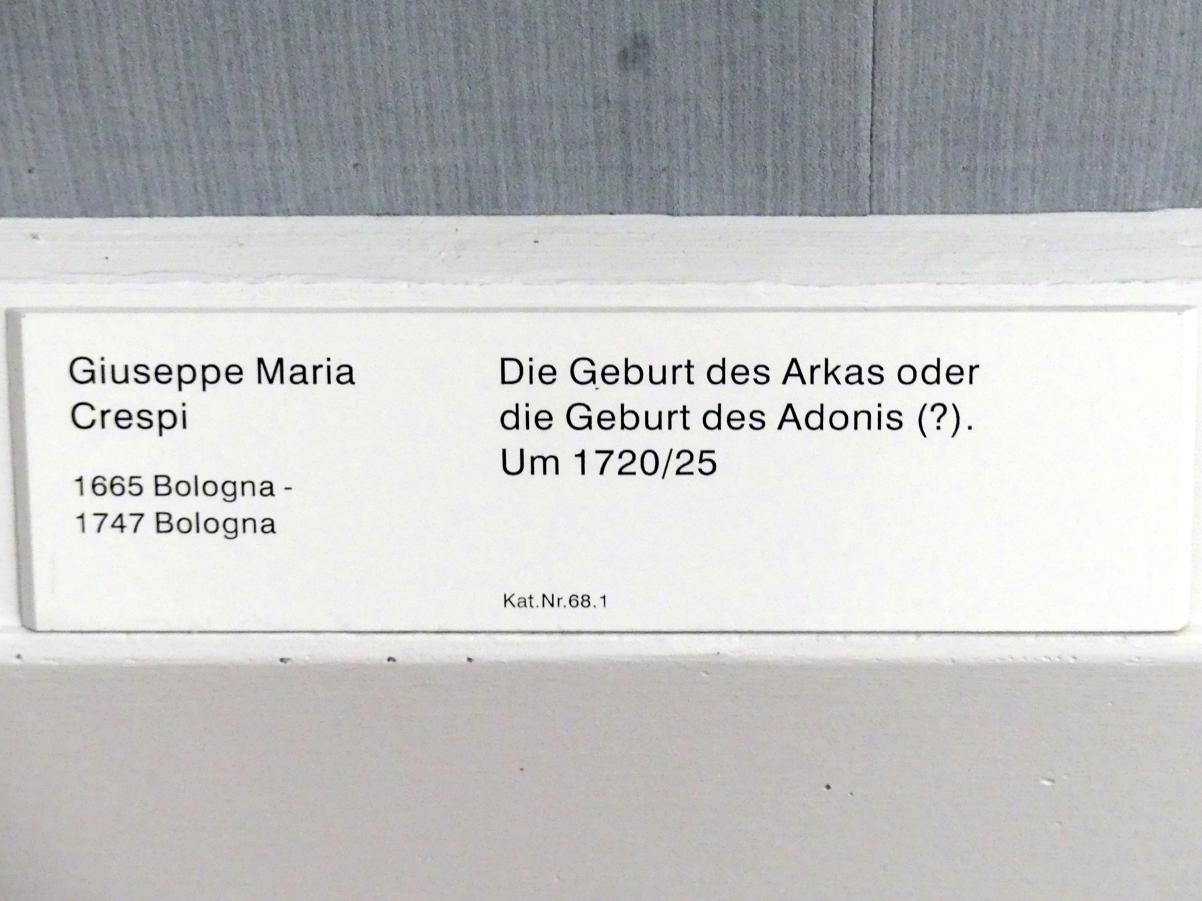 Giuseppe Maria
Crespi
1665 Bologna -
1747 Bologna
Die Geburt des Arkas oder
die Geburt des Adonis (?).
Um 1720/25
Kat.Nr.68.1